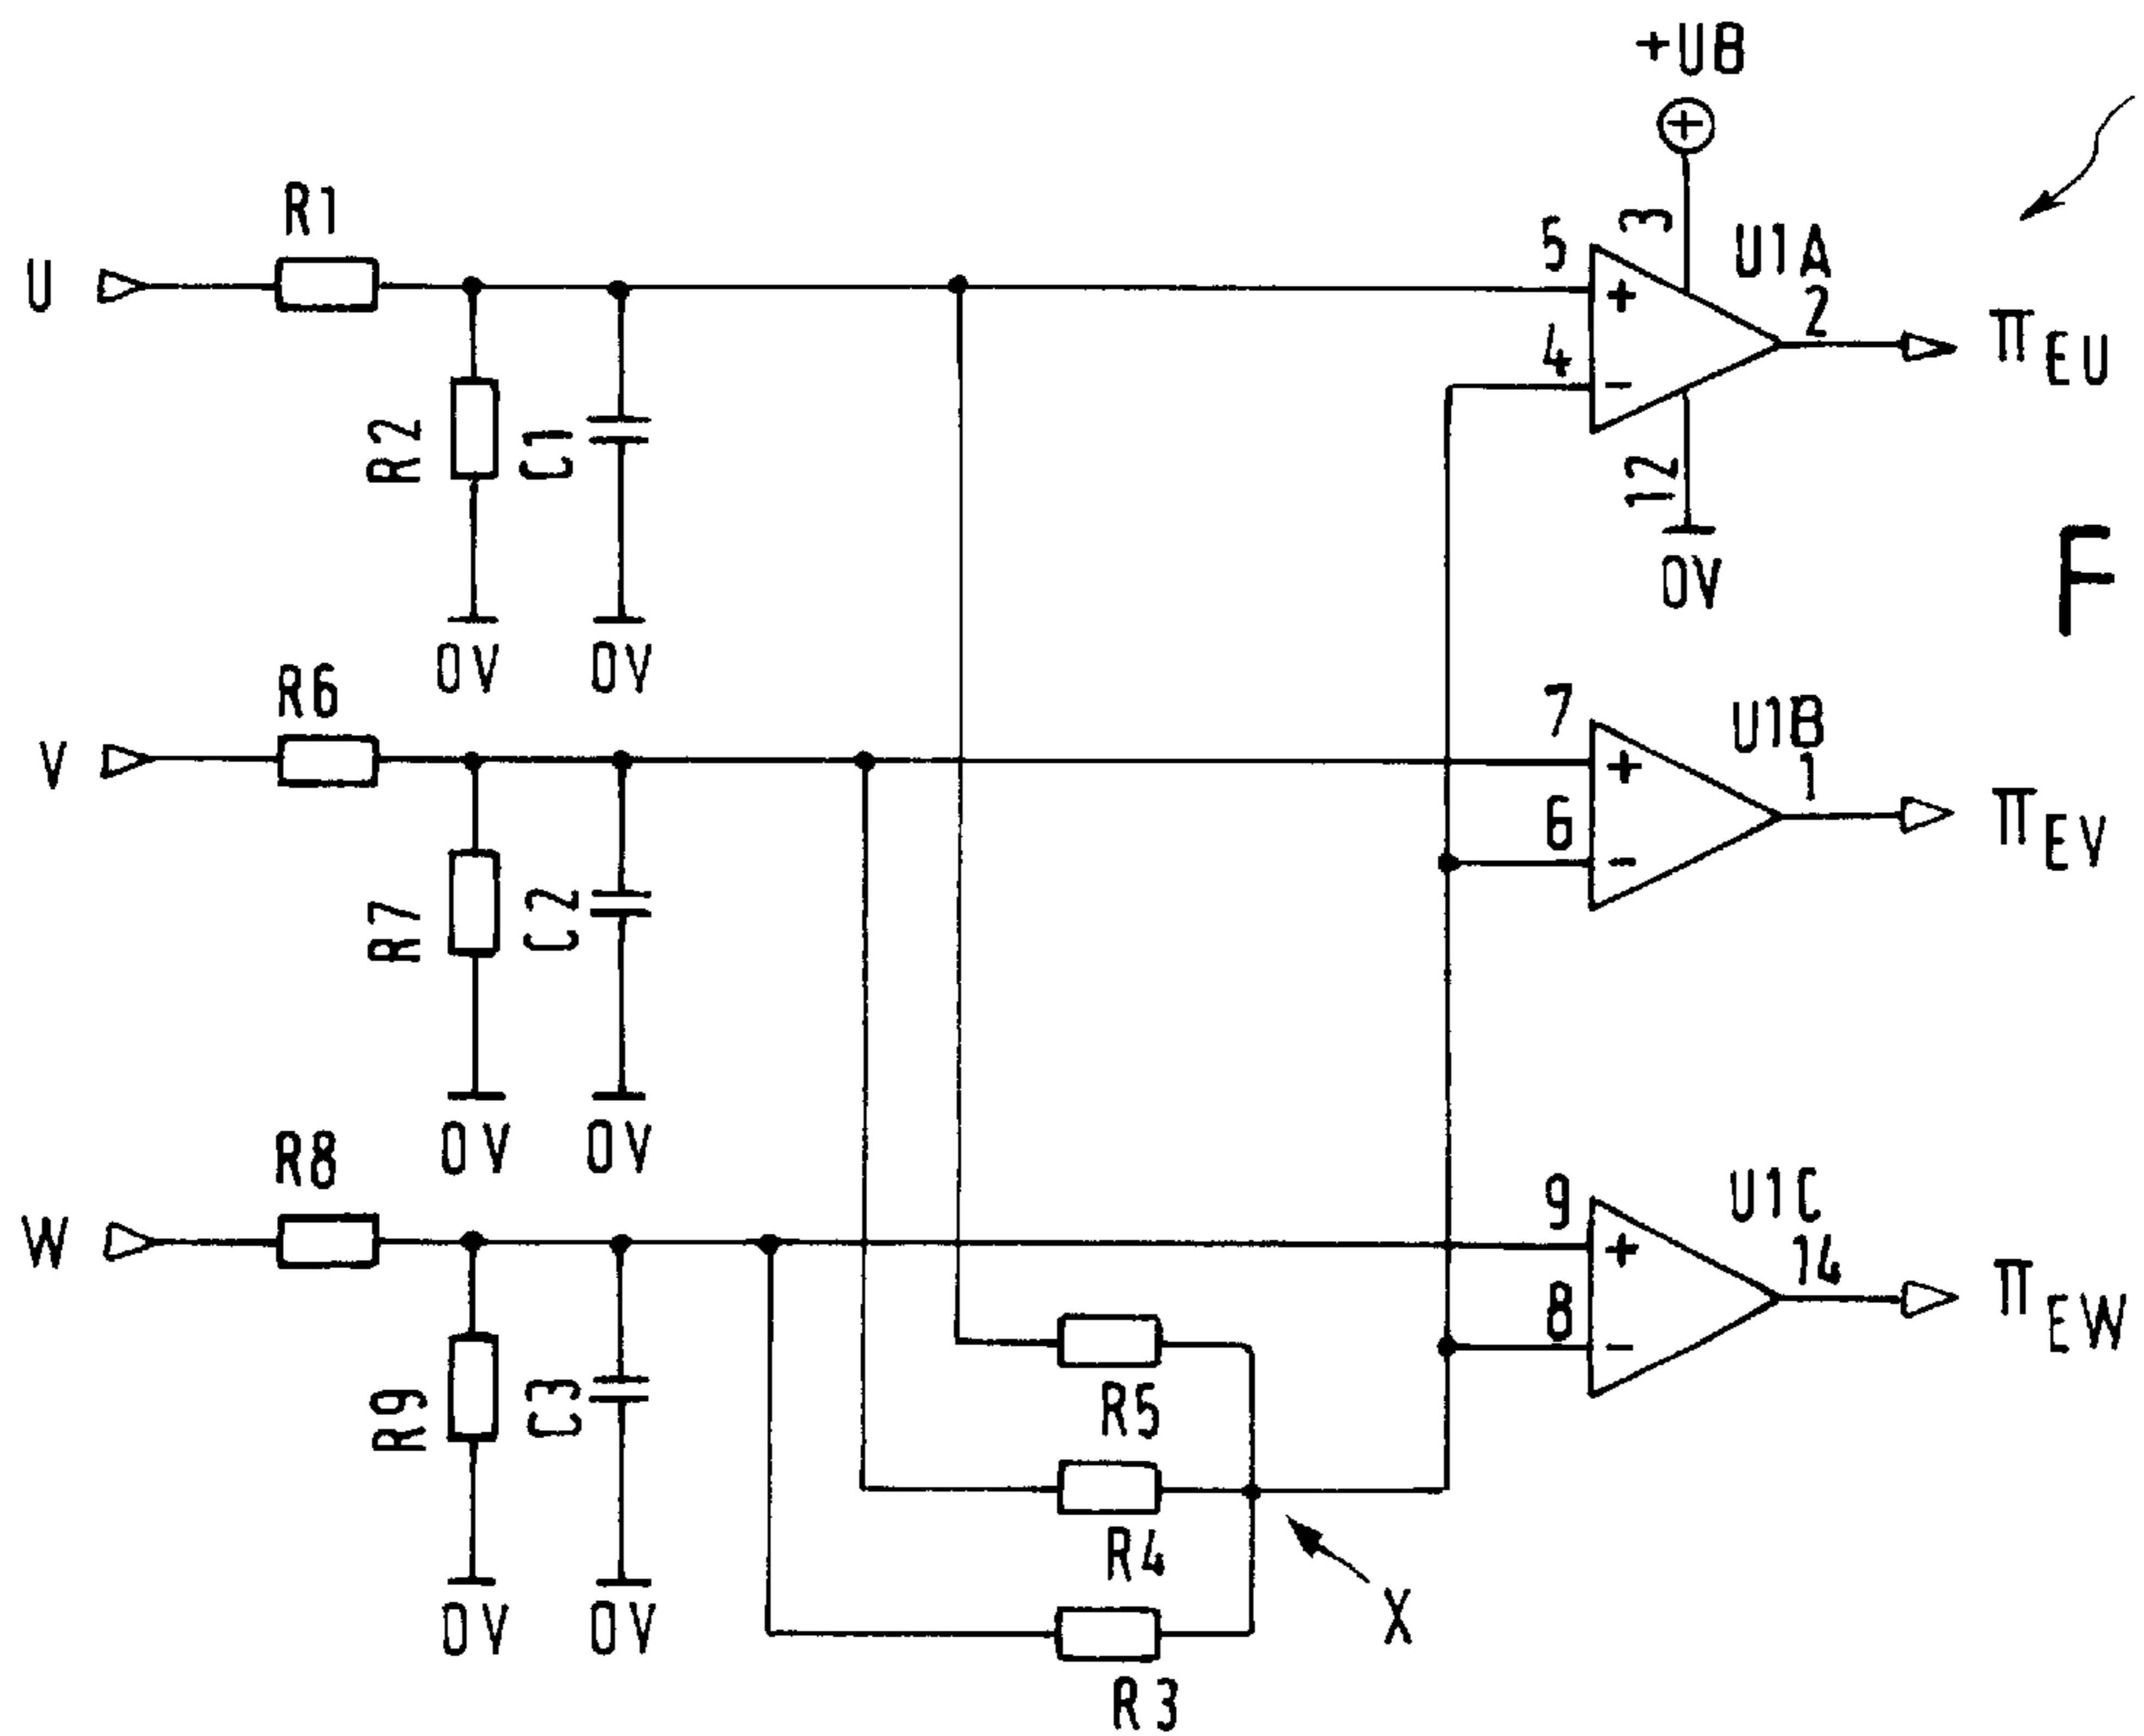 +UB
+
R1
U
5
3
U1A
+
2
π EU
4
-
R2
C1
12
0V
F
0V
0V
R6
V
7
U1B
+
1
π EV
6
-
R7
C2
0V
0V
R8
W
9
U1C
+
14
π EW
8
-
R9
C3
R5
R4
X
0V
0V
R3